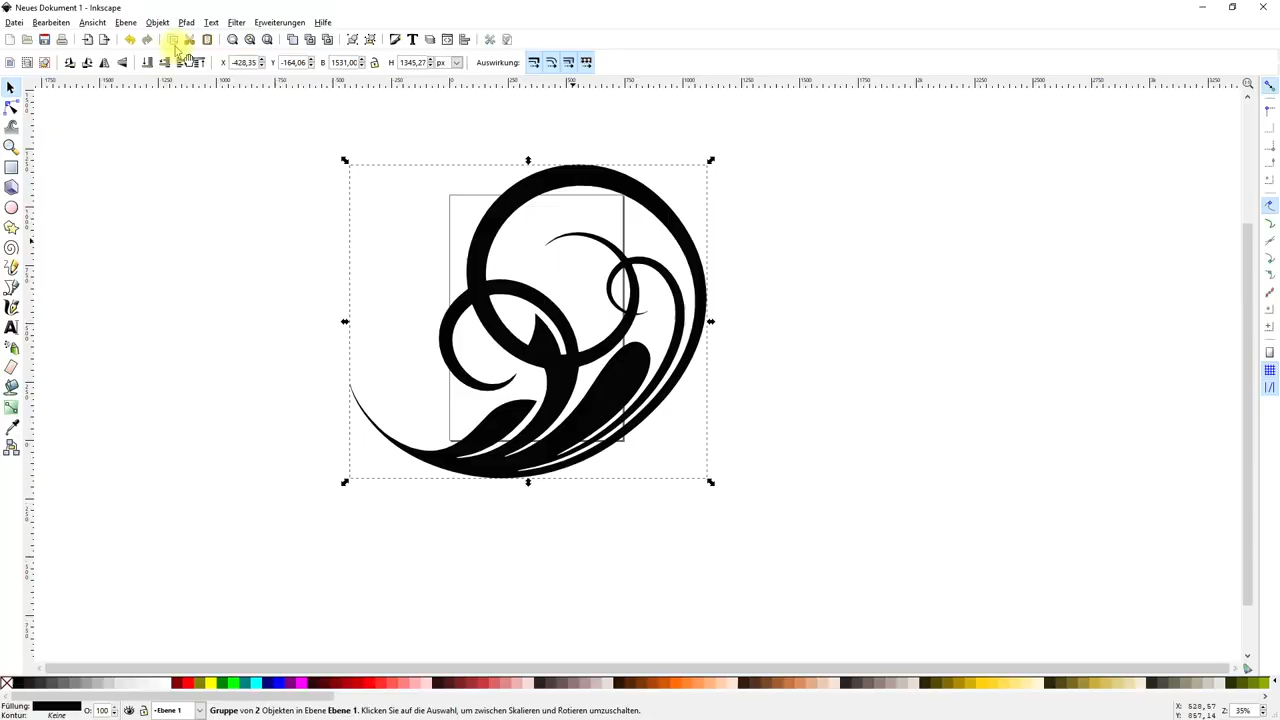 Neues Dokument 1 - Inkscape
Datei Bearbeiten Ansicht Ebene Objekt Pfad Text Filter Erweiterungen Hilfe
X -428,35 Y -164,06 B 1531,00 H 1345,27 px Auswirkung:
Füllung: O: 100 •Ebene 1 Gruppe von 2 Objekten in Ebene Ebene 1. Klicken Sie auf die Auswahl, um zwischen Skalieren und Rotieren umzuschalten. X: 528,57 Z: 35%
Kontur: Keine Y: 857,14